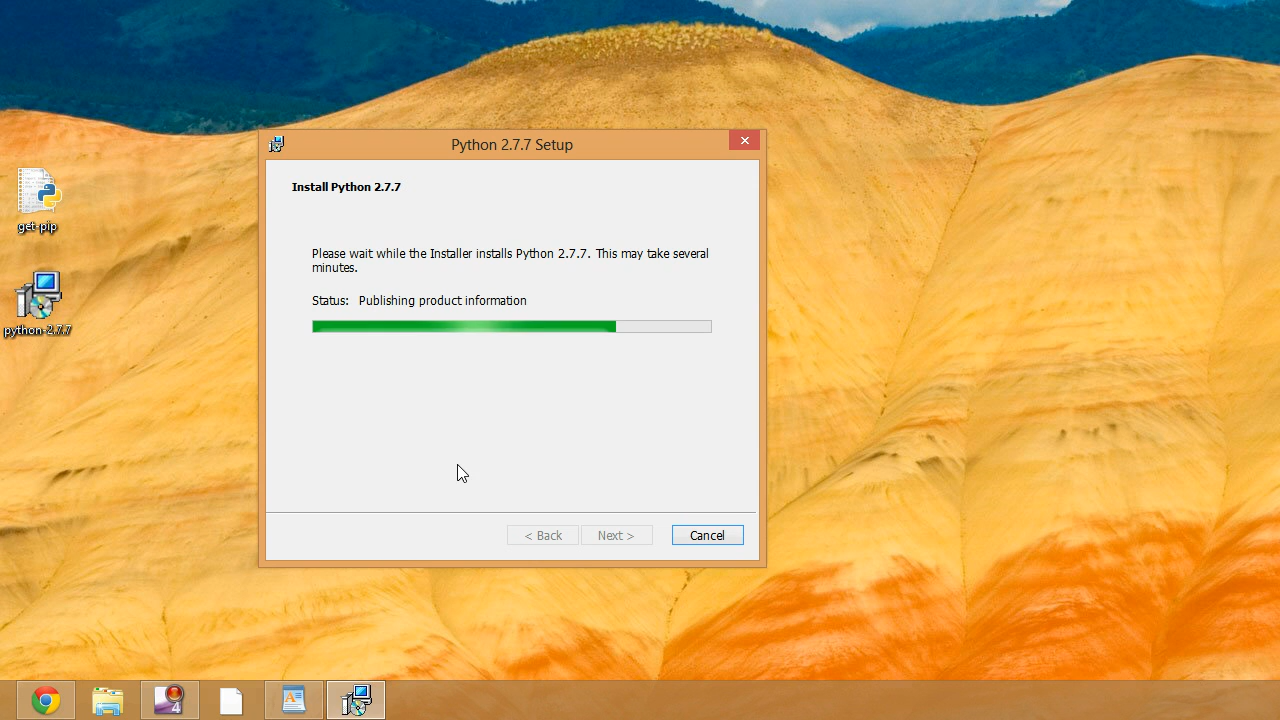 Python 2.7.7 Setup
Install Python 2.7.7
get-pip
Please wait while the Installer installs Python 2.7.7. This may take several
minutes.
Status: Publishing product information
python-2.7.7
< Back
Next >
Cancel
A
4